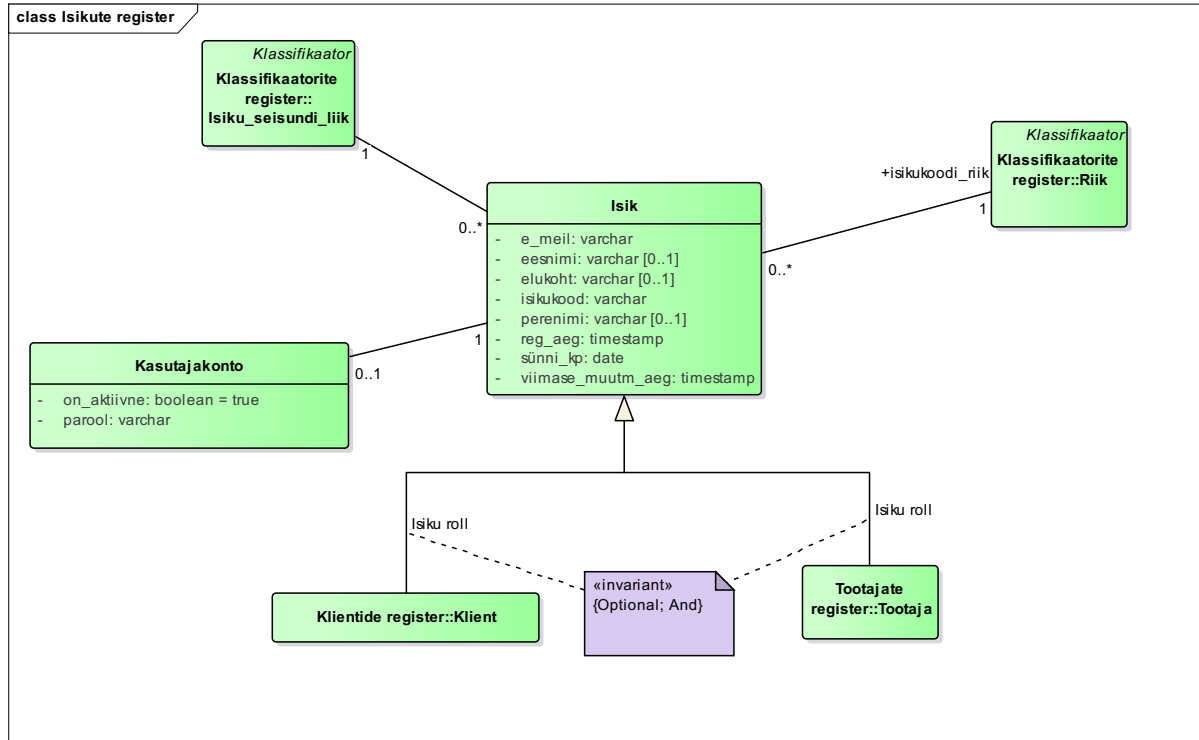 class Isikute register
Klassifikaator
Klassifikaatorite
register::
Isiku_seisundi_liik
1
0..*
Klassifikaator
Klassifikaatorite
register::Riik
+isikukoodi_riik
1
0..*
Isik
- e_meil: varchar
- eesnimi: varchar [0..1]
- elukoht: varchar [0..1]
- isikukood: varchar
- perenimi: varchar [0..1]
- reg_aeg: timestamp
- sünni_kp: date
- viimase_muutm_aeg: timestamp
1
0..1
Kasutajakonto
- on_aktiivne: boolean = true
- parool: varchar
Isiku roll
Isiku roll
«invariant»
{Optional; And}
Klientide register::Klient
Tootajate
register::Tootaja